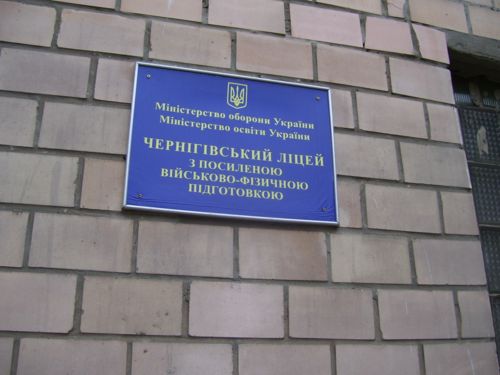 Міністерство оборони України
Міністерство освіти України
ЧЕРНІГІВСЬКИЙ ЛІЦЕЙ
З ПОСИЛЕНОЮ
ВІЙСЬКОВО-ФІЗИЧНОЮ
ПІДГОТОВКОЮ